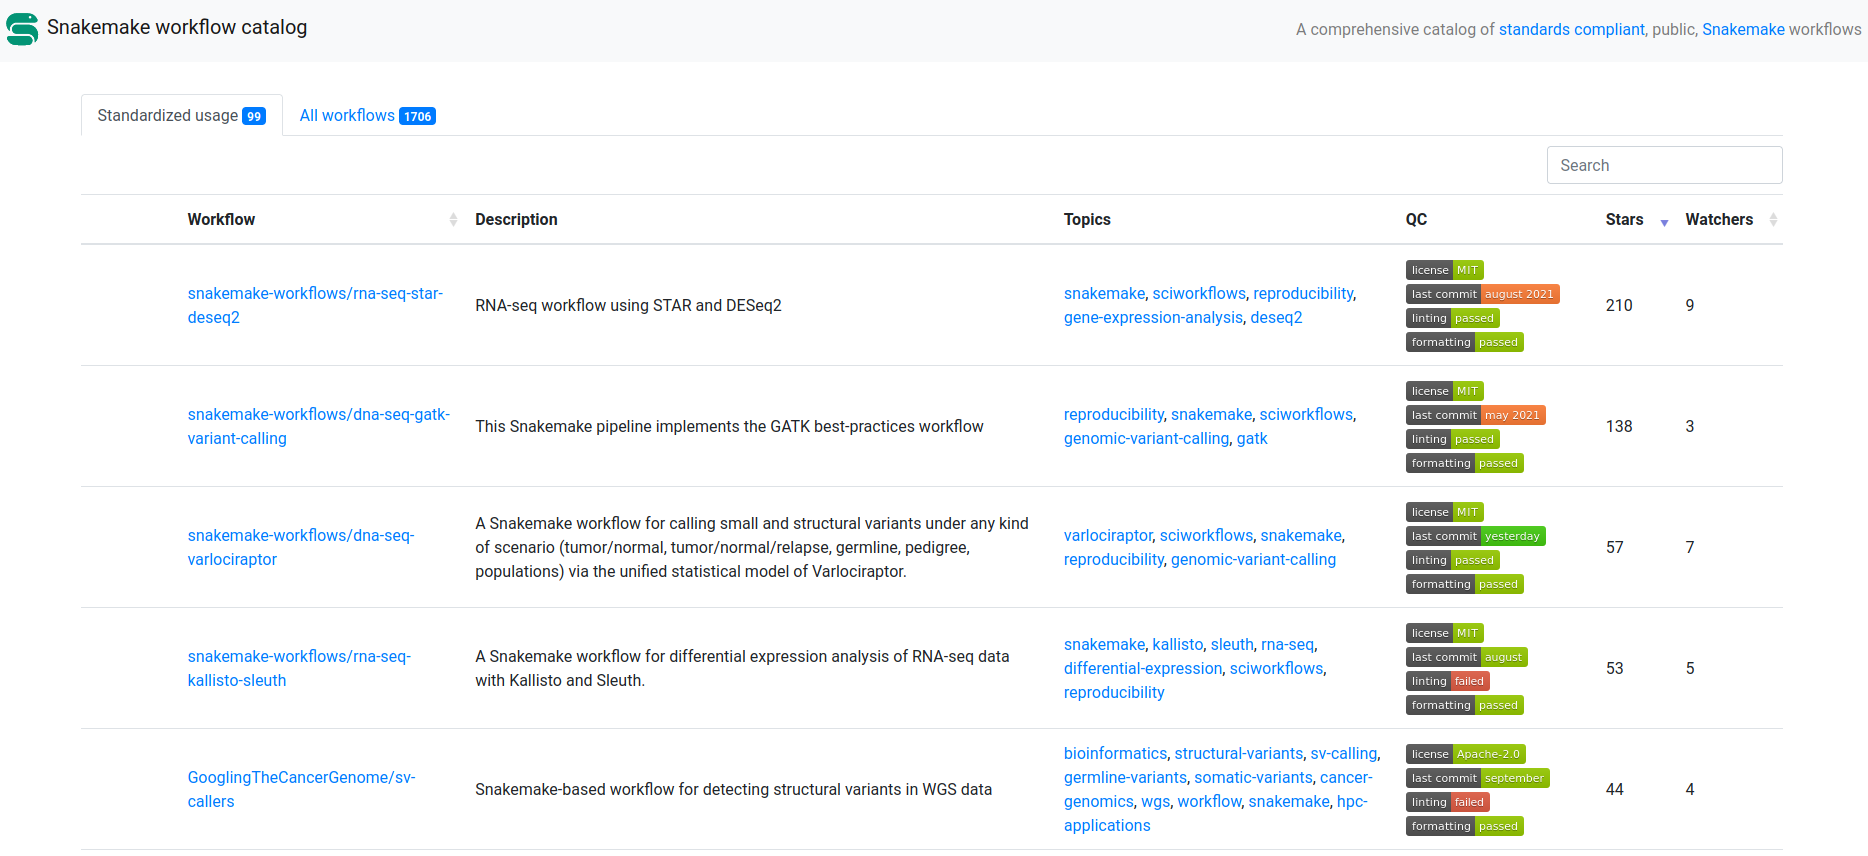 Snakemake workflow catalog
A comprehensive catalog of standards compliant, public, Snakemake workflows
Standardized usage 99
All workflows 1706
Search
Workflow Description Topics QC Stars Watchers
snakemake-workflows/rna-seq-star-
deseq2
RNA-seq workflow using STAR and DESeq2
snakemake, sciworkflows, reproducibility,
gene-expression-analysis, deseq2
license MIT
last commit august 2021
linting passed
formatting passed
210
9
snakemake-workflows/dna-seq-gatk-
variant-calling
This Snakemake pipeline implements the GATK best-practices workflow
reproducibility, snakemake, sciworkflows,
genomic-variant-calling, gatk
license MIT
last commit may 2021
linting passed
formatting passed
138
3
snakemake-workflows/dna-seq-
varlociraptor
A Snakemake workflow for calling small and structural variants under any kind
of scenario (tumor/normal, tumor/normal/relapse, germline, pedigree,
populations) via the unified statistical model of Varlociraptor.
varlociraptor, sciworkflows, snakemake,
reproducibility, genomic-variant-calling
license MIT
last commit yesterday
linting passed
formatting passed
57
7
snakemake-workflows/rna-seq-
kallisto-sleuth
A Snakemake workflow for differential expression analysis of RNA-seq data
with Kallisto and Sleuth.
snakemake, kallisto, sleuth, rna-seq,
differential-expression, sciworkflows,
reproducibility
license MIT
last commit august
linting failed
formatting passed
53
5
GooglingTheCancerGenome/sv-
callers
Snakemake-based workflow for detecting structural variants in WGS data
bioinformatics, structural-variants, sv-calling,
germline-variants, somatic-variants, cancer-
genomics, wgs, workflow, snakemake, hpc-
applications
license Apache-2.0
last commit september
linting failed
formatting passed
44
4